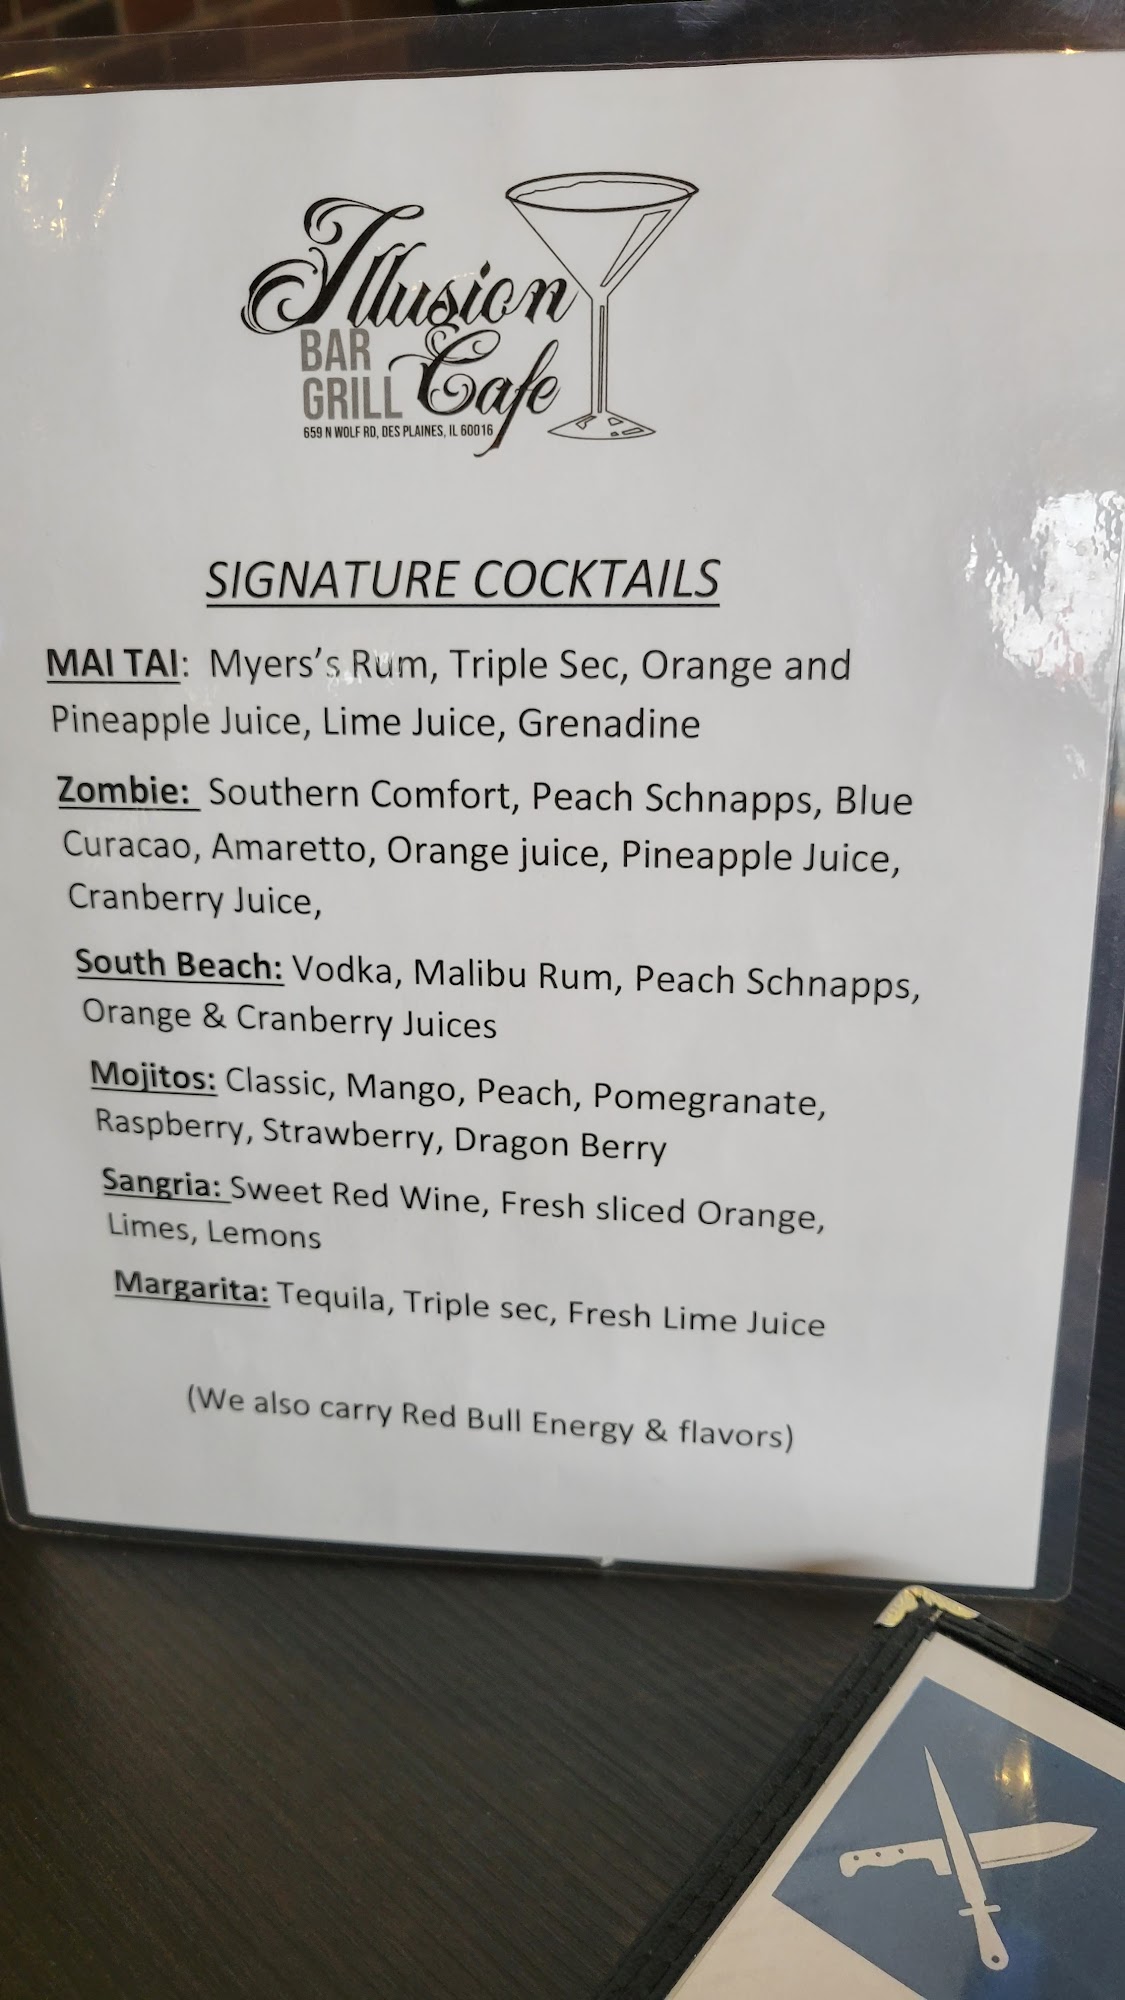 Illusion
BAR
GRILL Cafe
659 N WOLF RD, DES PLAINES, IL 60016
SIGNATURE COCKTAILS
MAI TAI: Myers's Rum, Triple Sec, Orange and
Pineapple Juice, Lime Juice, Grenadine
Zombie: Southern Comfort, Peach Schnapps, Blue
Curacao, Amaretto, Orange juice, Pineapple Juice,
Cranberry Juice,
South Beach: Vodka, Malibu Rum, Peach Schnapps,
Orange & Cranberry Juices
Mojitos: Classic, Mango, Peach, Pomegranate,
Raspberry, Strawberry, Dragon Berry
Sangria: Sweet Red Wine, Fresh sliced Orange,
Limes, Lemons
Margarita: Tequila, Triple sec, Fresh Lime Juice
(We also carry Red Bull Energy & flavors)